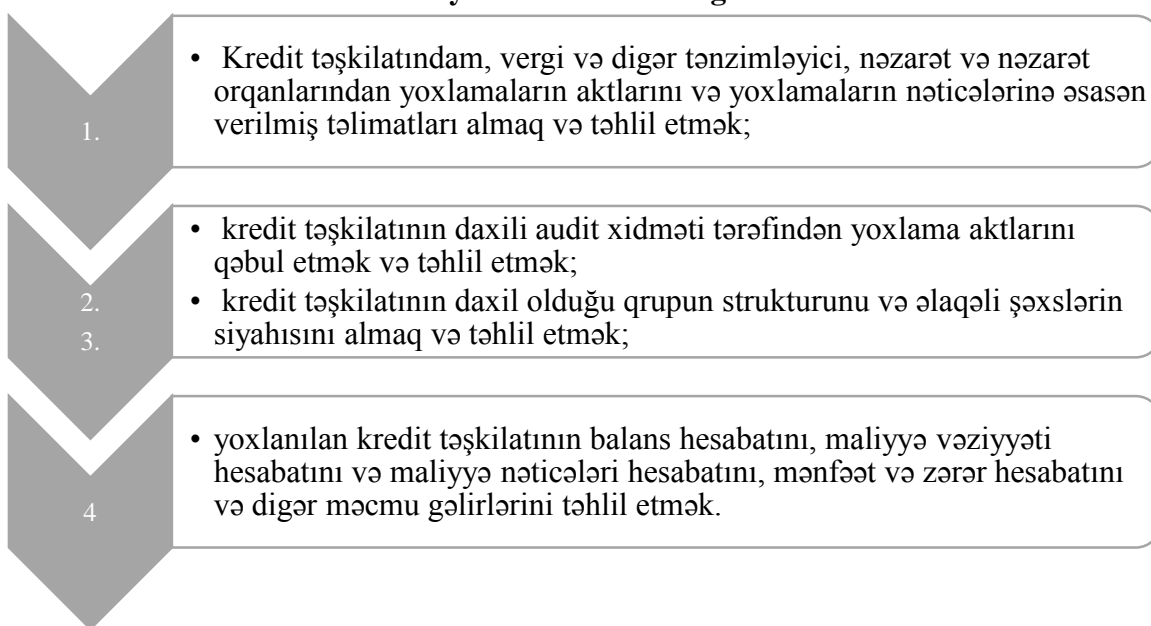 1.
• Kredit təşkilatındam, vergi və digər tənzimləyici, nəzarət və nəzarət
orqanlarından yoxlamaların aktlarını və yoxlamaların nəticələrinə əsasən
verilmiş təlimatları almaq və təhlil etmək;
2.
3.
• kredit təşkilatının daxili audit xidməti tərəfindən yoxlama aktlarını
qəbul etmək və təhlil etmək;
• kredit təşkilatının daxil olduğu qrupun strukturunu və əlaqəli şəxslərin
siyahısını almaq və təhlil etmək;
4
• yoxlanılan kredit təşkilatının balans hesabatını, maliyyə vəziyyəti
hesabatını və maliyyə nəticələri hesabatını, mənfəət və zərər hesabatını
və digər məcmu gəlirlərini təhlil etmək.